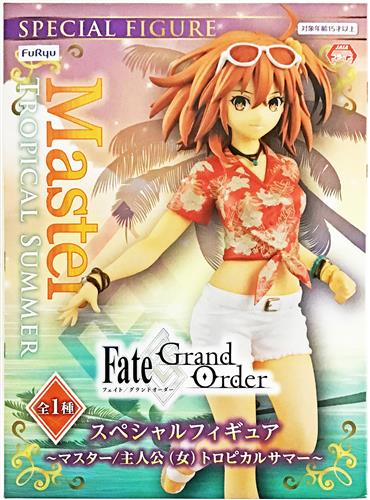 SPECIAL FIGURE
FuRyu
対象年齢15才以上
JAIA
Master
TROPICAL SUMMER
Fate Grand Order
フェイト/グランドオーダー
全1種
スペシャルフィギュア
～マスター/主人公(女)トロピカルサマー～